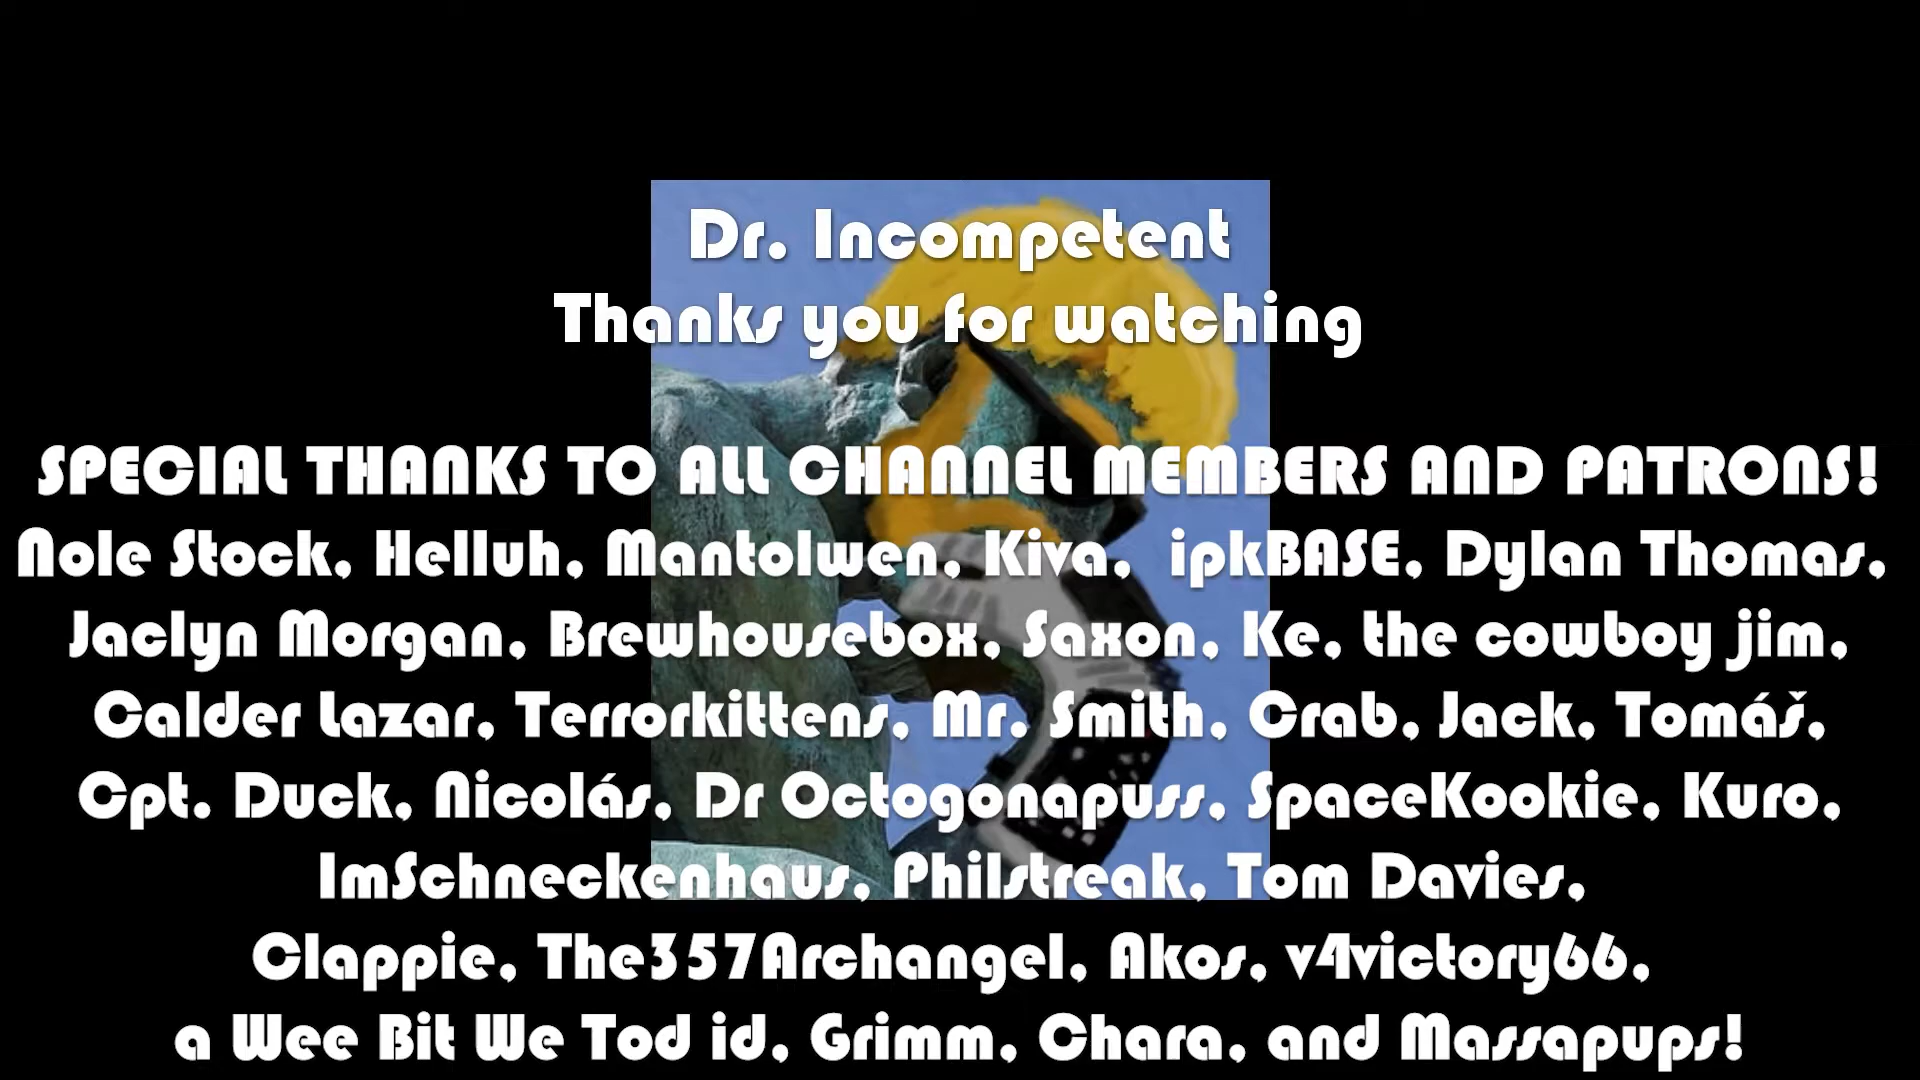 Dr. Incompetent
Thanks you for watching
SPECIAL THANKS TO ALL CHANNEL MEMBERS AND PATRONS!
Nole Stock, Helluh, Mantolwen, Kiva, ipkBASE, Dylan Thomas,
Jaclyn Morgan, Brewhousebox, Saxon, Ke, the cowboy jim,
Calder Lazar, Terrorkittens, Mr. Smith, Crab, Jack, Tomáš,
Cpt. Duck, Nicolás, Dr Octogonapuss, SpaceKookie, Kuro,
ImSchneckenhaus, Philstreak, Tom Davies,
Clappie, The357Archangel, Akos, v4victory66,
a Wee Bit We Tod id, Grimm, Chara, and Massapups!